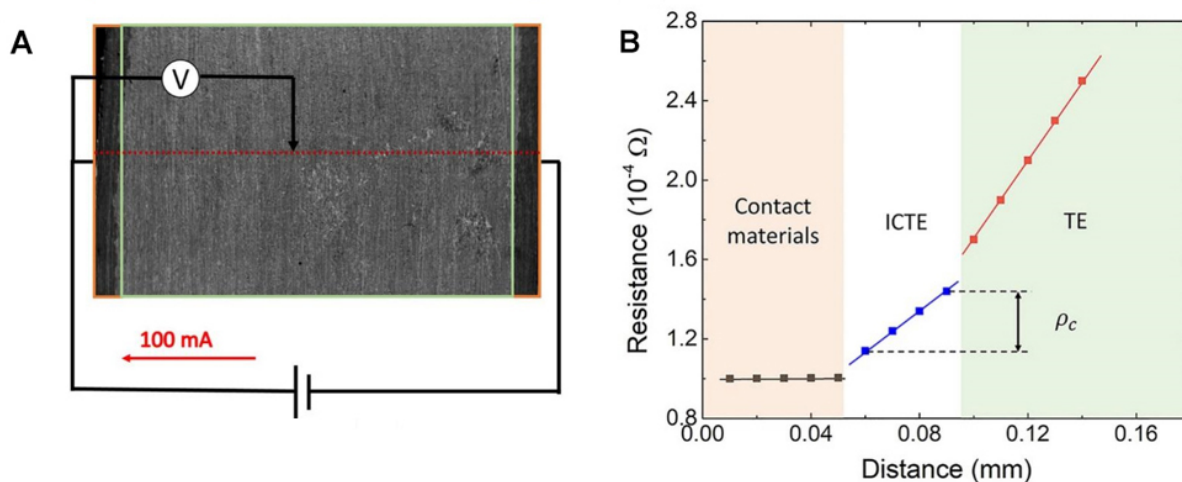 A
V
100 mA
B
Resistance (10⁻⁴ Ω)
2.8
2.4
2.0
1.6
1.2
0.8
Contact
materials
ICTE
TE
ρc
0.00
0.04
0.08
0.12
0.16
Distance (mm)